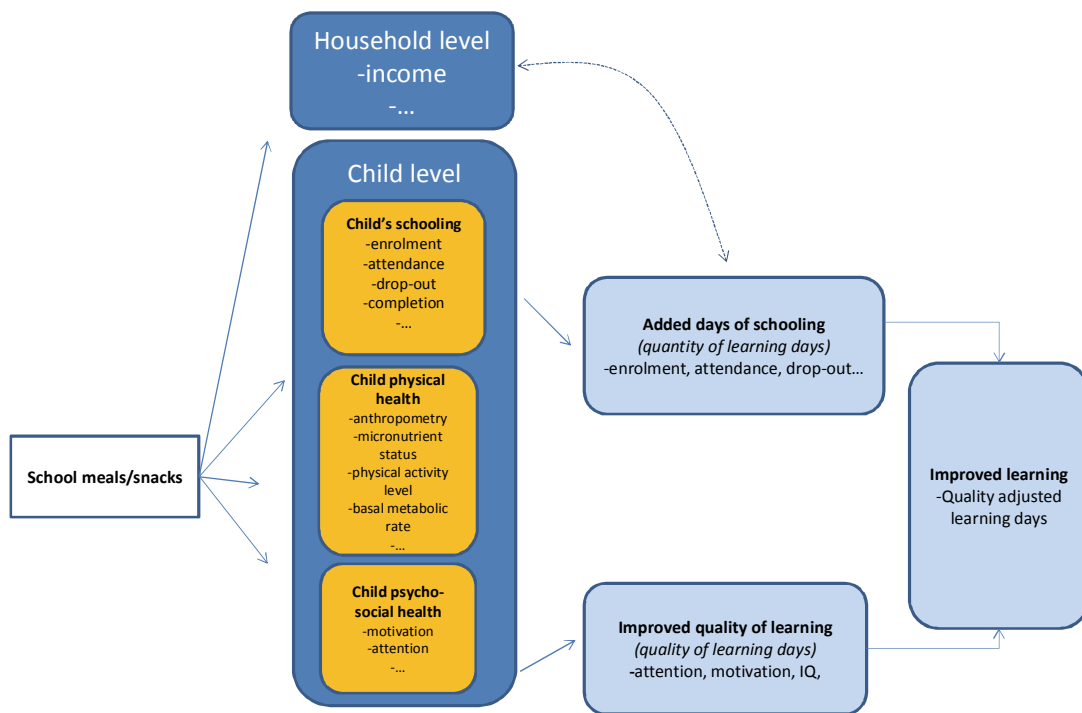 Household level
-income
-...
Child level
Child's schooling
-enrolment
-attendance
-drop-out
-completion
-...
Child physical
health
-anthropometry
-micronutrient
status
-physical activity
level
-basal metabolic
rate
-...
Child psycho-
social health
-motivation
-attention
-...
School meals/snacks
Added days of schooling
(quantity of learning days)
-enrolment, attendance, drop-out...
Improved quality of learning
(quality of learning days)
-attention, motivation, IQ,
Improved learning
-Quality adjusted
learning days